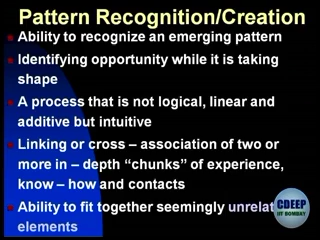 Pattern Recognition/Creation
Ability to recognize an emerging pattern
Identifying opportunity while it is taking
shape
A process that is not logical, linear and
additive but intuitive
Linking or cross – association of two or
more in – depth “chunks” of experience,
know – how and contacts
Ability to fit together seemingly unrelat
elements
CDEEP
IIT BOMBAY